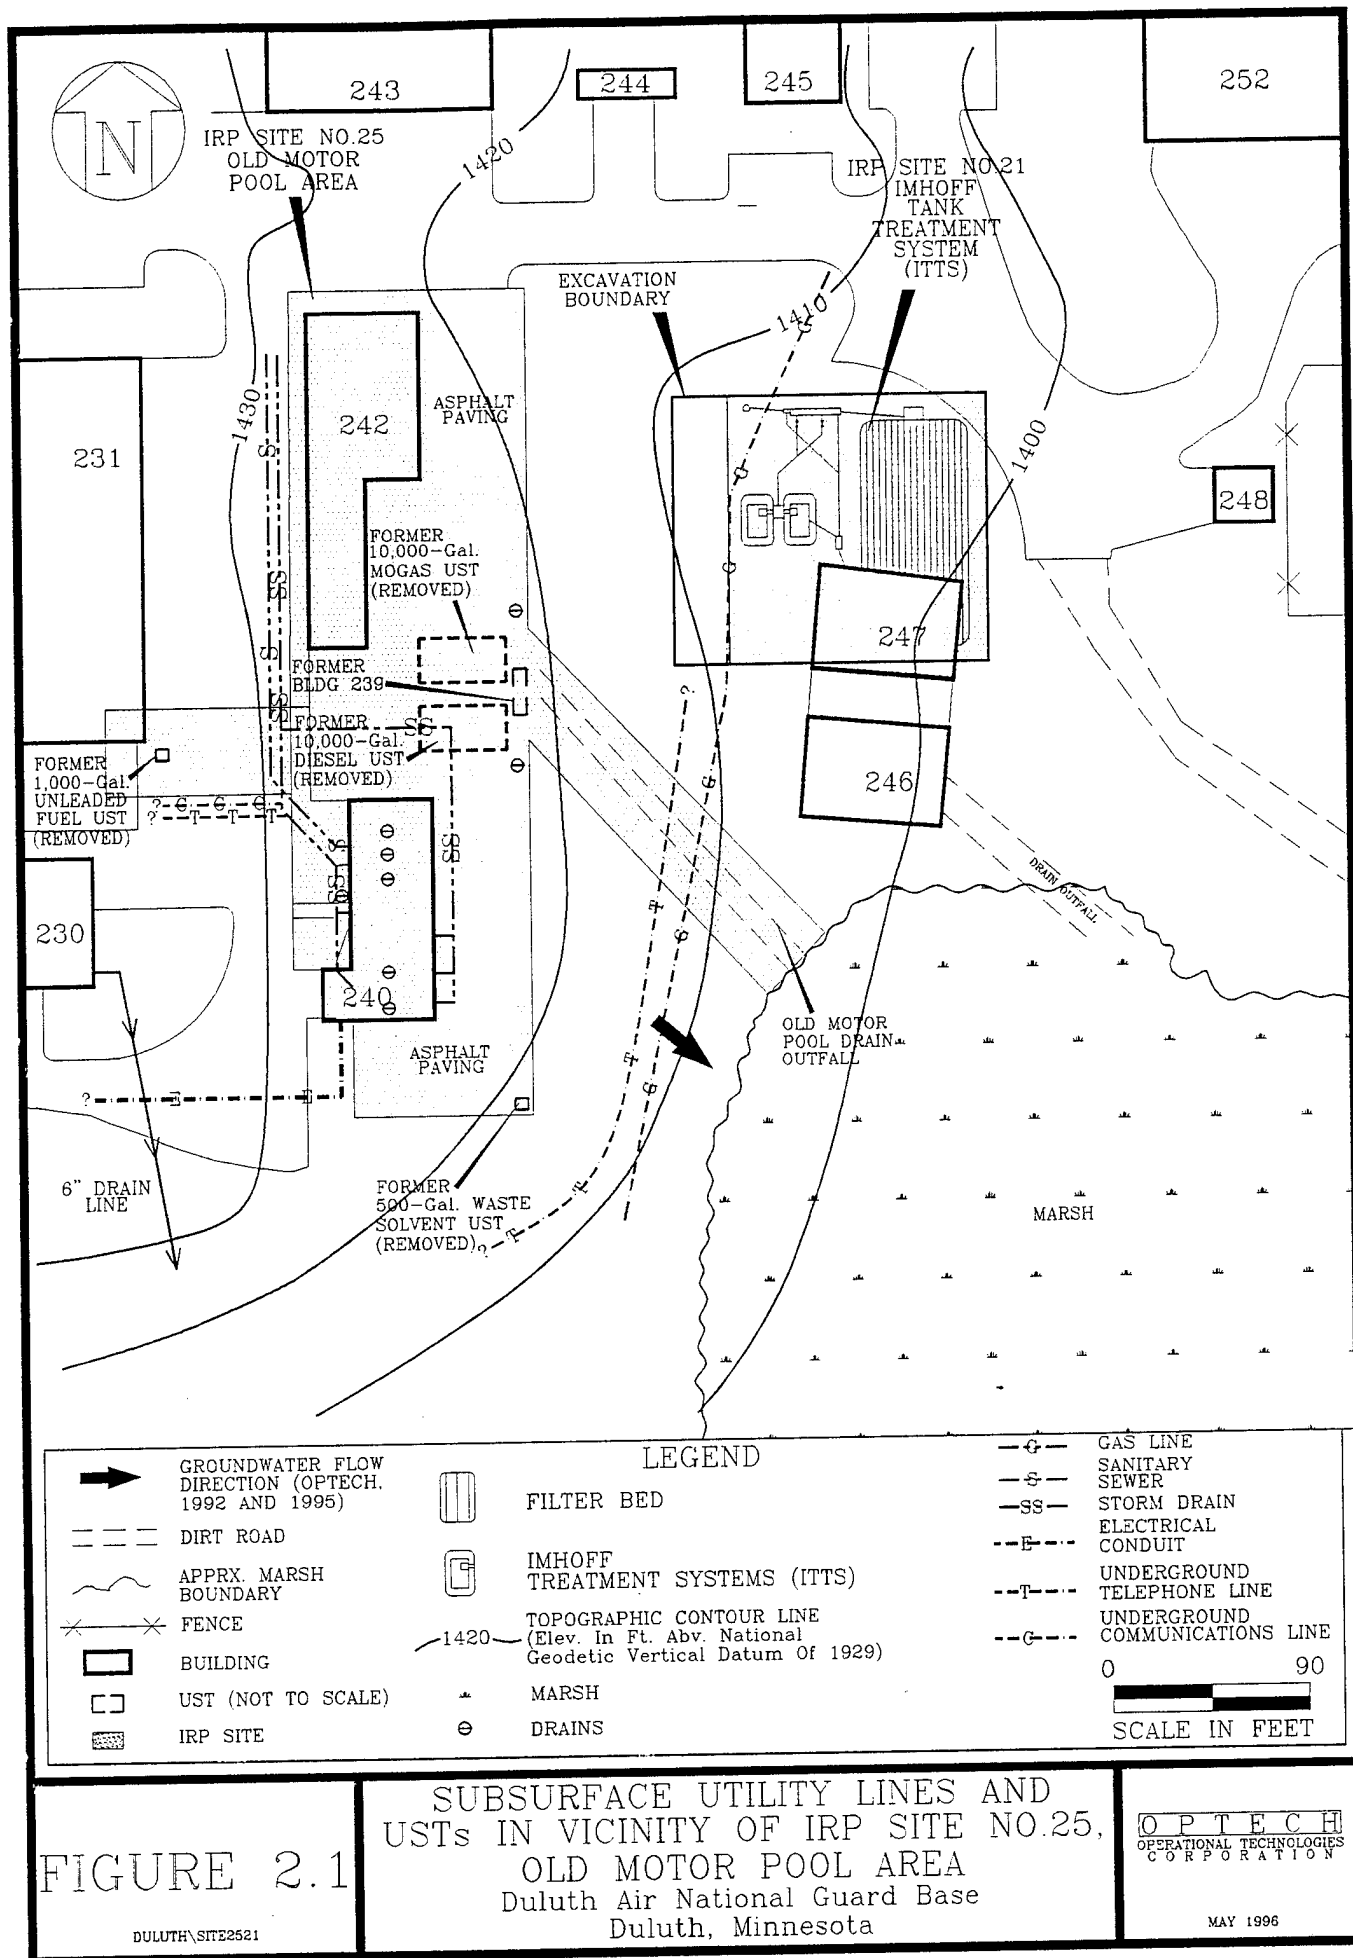 243
244
245
252
N
IRP SITE NO.25
OLD MOTOR
POOL AREA
1420
IRP SITE NO.21
IMHOFF
TANK
TREATMENT
SYSTEM
(ITTS)
EXCAVATION
BOUNDARY
1410
1430
231
242
ASPHALT
PAVING
1400
248
G
G
G
S
SS
S
SS
FORMER
10,000-Gal.
MOGAS UST
(REMOVED)
247
FORMER
BLDG 239
FORMER
10,000-Gal.
DIESEL UST
(REMOVED)
SS
?
246
G
FORMER
1,000-Gal.
UNLEADED
FUEL UST
(REMOVED)
? C C C
? T T T
S
SS
SS
DRAIN OUTFALL
230
T
G
240
OLD MOTOR
POOL DRAIN
OUTFALL
ASPHALT
PAVING
T
G
? E E
6" DRAIN
LINE
FORMER
500-Gal. WASTE
SOLVENT UST
(REMOVED)
T
? T
MARSH
LEGEND
GROUNDWATER FLOW
DIRECTION (OPTECH,
1992 AND 1995)
DIRT ROAD
APPRX. MARSH
BOUNDARY
FENCE
BUILDING
UST (NOT TO SCALE)
IRP SITE
FILTER BED
IMHOFF
TREATMENT SYSTEMS (ITTS)
1420
TOPOGRAPHIC CONTOUR LINE
(Elev. In Ft. Abv. National
Geodetic Vertical Datum Of 1929)
MARSH
DRAINS
G GAS LINE
SANITARY
S SEWER
SS STORM DRAIN
ELECTRICAL
E CONDUIT
UNDERGROUND
T TELEPHONE LINE
UNDERGROUND
C COMMUNICATIONS LINE
0 90
SCALE IN FEET
FIGURE 2.1
DULUTH\SITE2521
SUBSURFACE UTILITY LINES AND
USTs IN VICINITY OF IRP SITE NO.25,
OLD MOTOR POOL AREA
Duluth Air National Guard Base
Duluth, Minnesota
OPTECH
OPERATIONAL TECHNOLOGIES
CORPORATION
MAY 1996